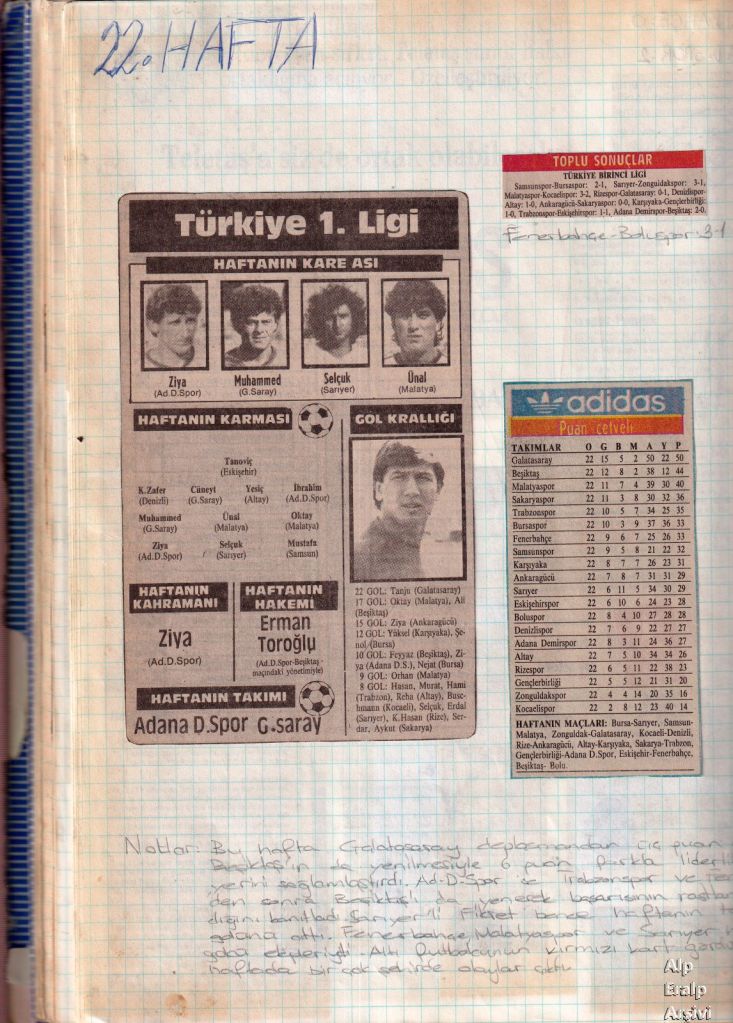 22. HAFTA
TOPLU SONUÇLAR
TÜRKİYE BİRİNCİ LİGİ
Samsunspor-Bursaspor: 2-1, Sarıyer-Zonguldakspor: 3-1,
Malatyaspor-Kocaelispor: 3-2, Rizespor-Galatasaray: 0-1, Denizlispor-
Altay: 1-0, Ankaragücü-Sakaryaspor: 0-0, Karşıyaka-Gençlerbirliği:
1-0, Trabzonspor-Eskişehirspor: 1-1, Adana Demirspor-Beşiktaş: 2-0.
Fenerbahçe-Boluspor: 3-1
Türkiye 1. Ligi
HAFTANIN KARE ASI
Ziya Muhammed Selçuk Ünal
(Ad.D.Spor) (G.Saray) (Sarıyer) (Malatya)
HAFTANIN KARMASI
Tanoviç
(Eskişehir)
K.Zafer Cüneyt Yesiç İbrahim
(Denizli) (G.Saray) (Altay) (Ad.D.Spor)
Muhammed Ünal Oktay
(G.Saray) (Malatya) (Malatya)
Ziya Selçuk Mustafa
(Ad.D.Spor) (Sarıyer) (Samsun)
HAFTANIN KAHRAMANI
Ziya
(Ad.D.Spor)
HAFTANIN HAKEMİ
Erman
Toroğlu
(Ad.D.Spor-Beşiktaş
maçındaki yönetimiyle)
HAFTANIN TAKIMI
Adana D.Spor G.saray
GOL KRALLIĞI
22 GOL: Tanju (Galatasaray)
17 GOL: Oktay (Malatya), Ali
(Beşiktaş)
15 GOL: Ziya (Ankaragücü)
12 GOL: Yüksel (Karşıyaka), Şe-
nol (Bursa)
10 GOL: Feyyaz (Beşiktaş), Zi-
ya (Adana D.S.), Nejat (Bursa)
9 GOL: Orhan (Malatya)
8 GOL: Hasan, Murat, Hami
(Trabzon), Reha (Altay), Busc-
hmann (Kocaeli), Selçuk, Erdal
(Sarıyer), K.Hasan (Rize), Ser-
dar, Aykut (Sakarya)
adidas
Puan cetveli
TAKIMLAR O G B M A Y P
Galatasaray 22 15 5 2 50 22 50
Beşiktaş 22 12 8 2 38 12 44
Malatyaspor 22 11 7 4 39 30 40
Sakaryaspor 22 11 3 8 30 32 36
Trabzonspor 22 10 5 7 34 25 35
Bursaspor 22 10 3 9 37 36 33
Fenerbahçe 22 9 6 7 25 26 33
Samsunspor 22 9 5 8 21 22 32
Karşıyaka 22 8 7 7 26 23 31
Ankaragücü 22 7 8 7 31 31 29
Sarıyer 22 6 11 5 34 30 29
Eskişehirspor 22 6 10 6 24 23 28
Boluspor 22 8 4 10 27 28 28
Denizlispor 22 7 6 9 22 27 27
Adana Demirspor 22 8 3 11 24 36 27
Altay 22 7 5 10 34 34 26
Rizespor 22 6 5 11 22 38 23
Gençlerbirliği 22 5 5 12 21 31 20
Zonguldakspor 22 4 4 14 20 35 16
Kocaelispor 22 2 8 12 23 40 14
HAFTANIN MAÇLARI: Bursa-Sarıyer, Samsun-
Malatya, Zonguldak-Galatasaray, Kocaeli-Denizli,
Rize-Ankaragücü, Altay-Karşıyaka, Sakarya-Trabzon,
Gençlerbirliği-Adana D.Spor, Eskişehir-Fenerbahçe,
Beşiktaş- Bolu.
Notlar: Bu hafta Galatasaray deplasmandan üç puan
Beşiktaş'ın da yenilmesiyle 6 puan farkla
yerini sağlamlaştırdı. Ad.D.Spor ise Trabzonspor ve
den sonra Beşiktaş'ı da yenerek başarısının
dığını kanıtladı. Sarıyer'li Fikret bence haftanın
golünü attı. Fenerbahçe, Malatyaspor ve Sarıyer
Altı futbolcunun kırmızı kart
haftada bir çok şehirde olaylar çıktı.
Alp
Eralp
Arşivi